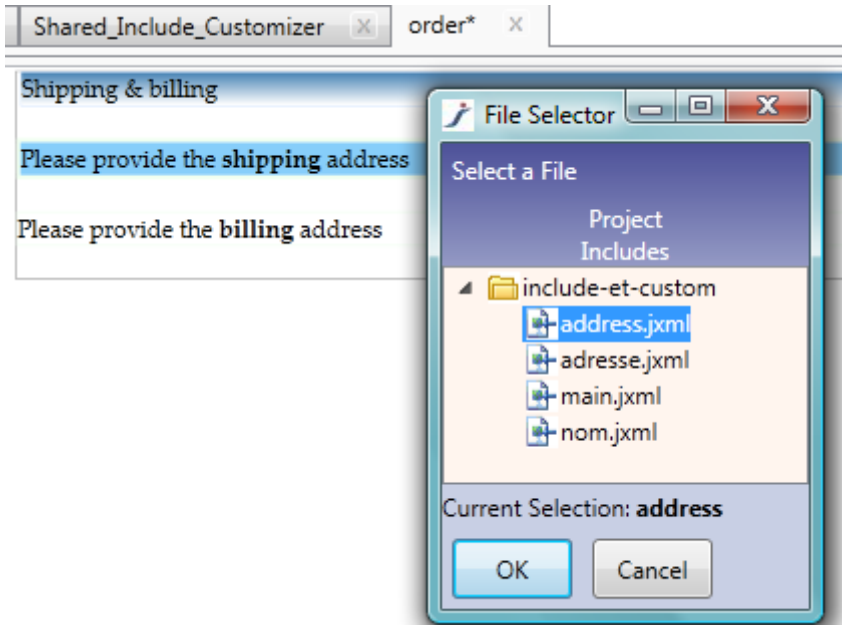 Shared_Include_Customizer
order*
Shipping & billing
Please provide the shipping address
Please provide the billing address
File Selector
Select a File
Project
Includes
include-et-custom
address.jxml
adresse.jxml
main.jxml
nom.jxml
Current Selection: address
OK
Cancel